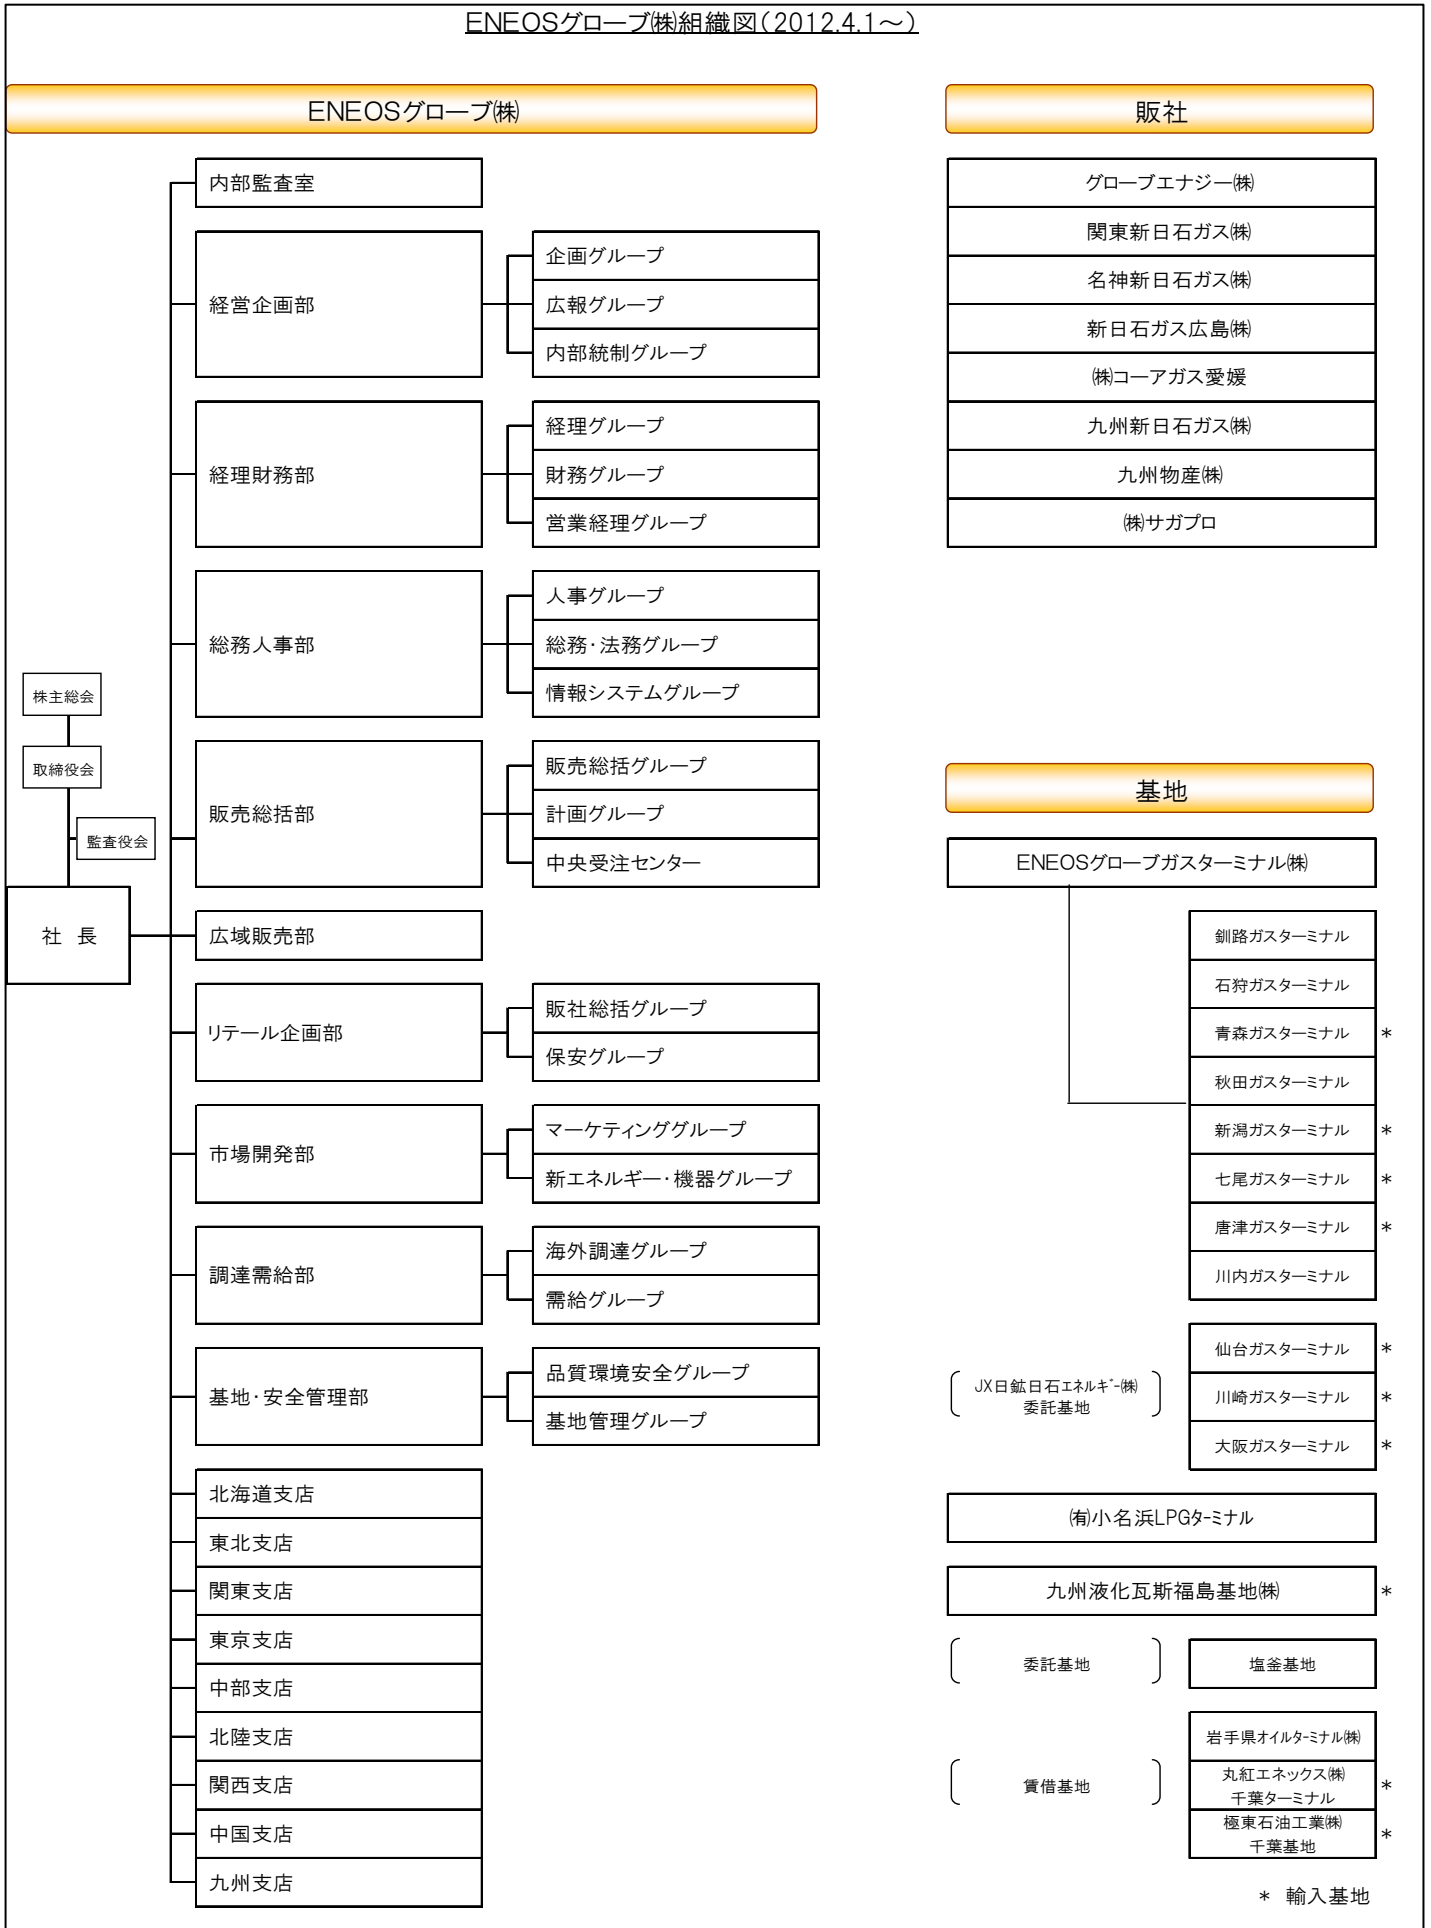 ENEOSグローブ㈱組織図(2012.4.1～)
ENEOSグローブ㈱
内部監査室
経営企画部
企画グループ
広報グループ
内部統制グループ
経理財務部
経理グループ
財務グループ
営業経理グループ
総務人事部
人事グループ
総務・法務グループ
情報システムグループ
株主総会
取締役会
監査役会
社 長
販売総括部
販売総括グループ
計画グループ
中央受注センター
広域販売部
リテール企画部
販社総括グループ
保安グループ
市場開発部
マーケティンググループ
新エネルギー・機器グループ
調達需給部
海外調達グループ
需給グループ
基地・安全管理部
品質環境安全グループ
基地管理グループ
北海道支店
東北支店
関東支店
東京支店
中部支店
北陸支店
関西支店
中国支店
九州支店
販社
グローブエナジー㈱
関東新日石ガス㈱
名神新日石ガス㈱
新日石ガス広島㈱
㈱コーアガス愛媛
九州新日石ガス㈱
九州物産㈱
㈱サガプロ
基地
ENEOSグローブガスターミナル㈱
釧路ガスターミナル
石狩ガスターミナル
青森ガスターミナル *
秋田ガスターミナル
新潟ガスターミナル *
七尾ガスターミナル *
唐津ガスターミナル *
川内ガスターミナル
JX日鉱日石エネルギｰ㈱
委託基地
仙台ガスターミナル *
川崎ガスターミナル *
大阪ガスターミナル *
㈲小名浜LPGﾀｰﾐﾅﾙ
九州液化瓦斯福島基地㈱ *
委託基地
塩釜基地
賃借基地
岩手県オイルﾀｰﾐﾅﾙ㈱
丸紅エネックス㈱
千葉ターミナル *
極東石油工業㈱
千葉基地 *
* 輸入基地